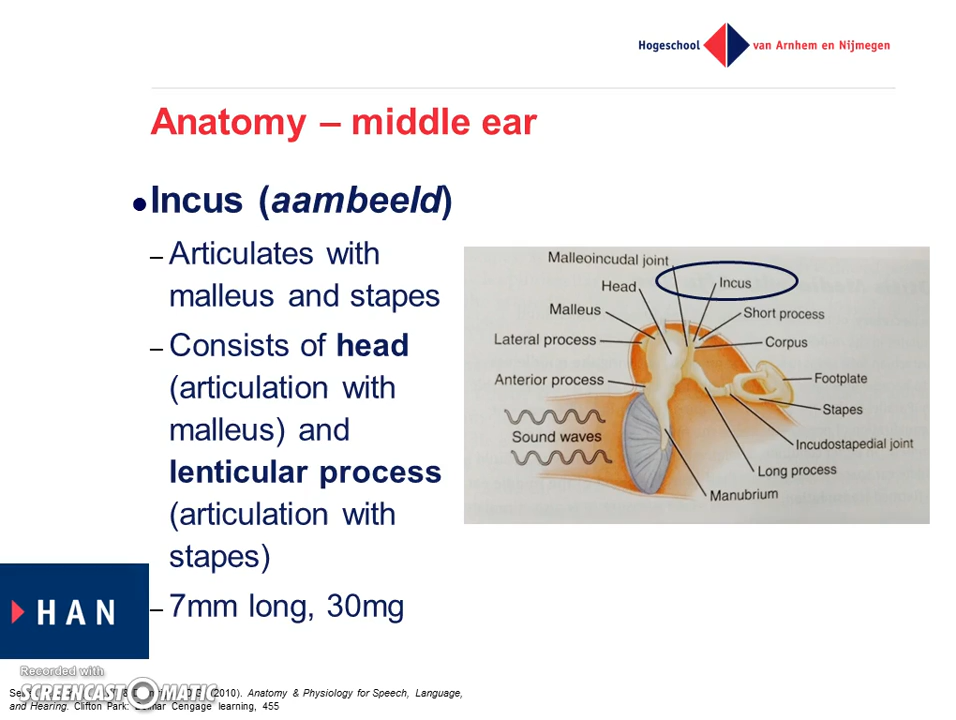 Hogeschool van Arnhem en Nijmegen
Anatomy – middle ear
●Incus (aambeeld)
– Articulates with
malleus and stapes
– Consists of head
(articulation with
malleus) and
lenticular process
(articulation with
stapes)
– 7mm long, 30mg
Malleoincudal joint
Head
Incus
Malleus
Short process
Lateral process
Corpus
Anterior process
Footplate
Stapes
Sound waves
Incudostapedial joint
Long process
Manubrium
HAN
Recorded with
SCREENCAST MATIC
(2010). Anatomy & Physiology for Speech, Language,
and Hearing. Clifton Park: Cengage learning, 455